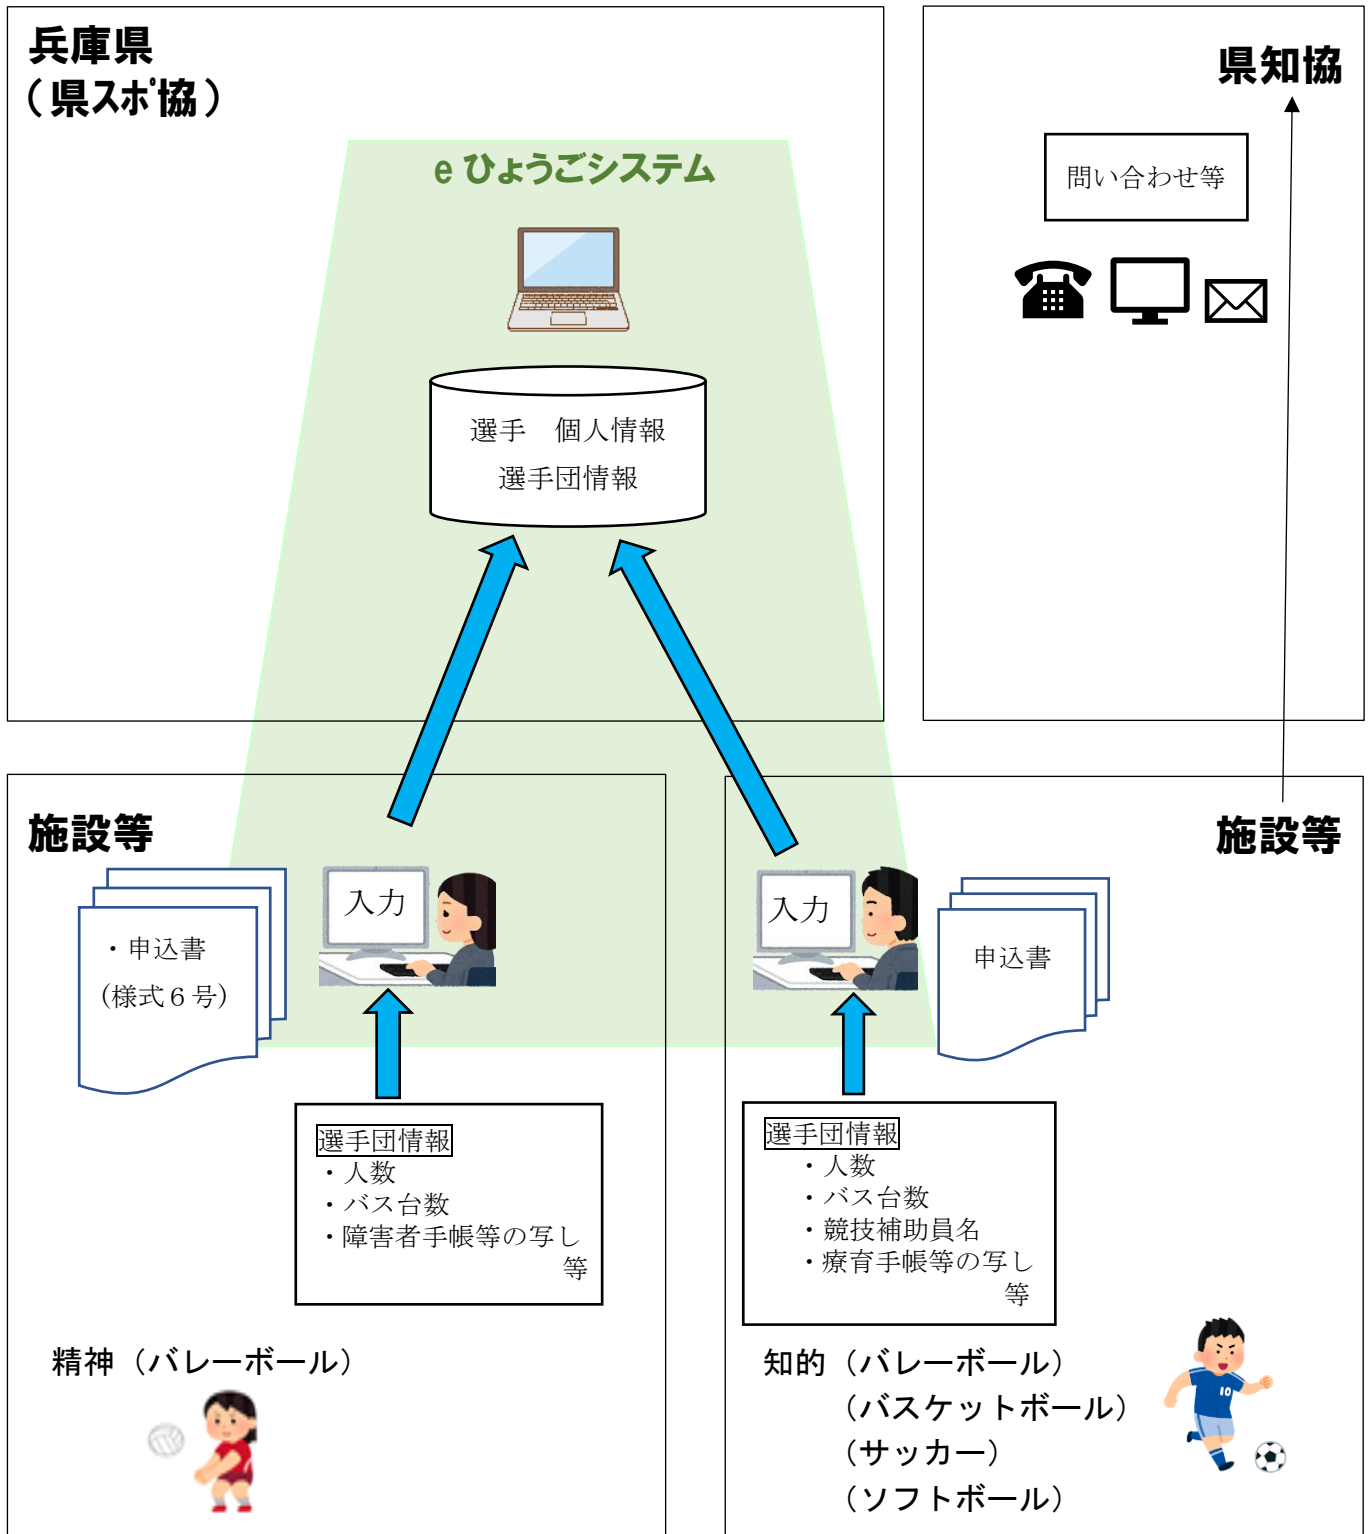 兵庫県
（県スポ協）
県知協
問い合わせ等
e ひょうごシステム
選手　個人情報
選手団情報
施設等
入力
・申込書
(様式６号)
選手団情報
・人数
・バス台数
・障害者手帳等の写し
等
精神（バレーボール）
施設等
入力
申込書
選手団情報
・人数
・バス台数
・競技補助員名
・療育手帳等の写し
等
知的（バレーボール）
（バスケットボール）
（サッカー）
（ソフトボール）
10